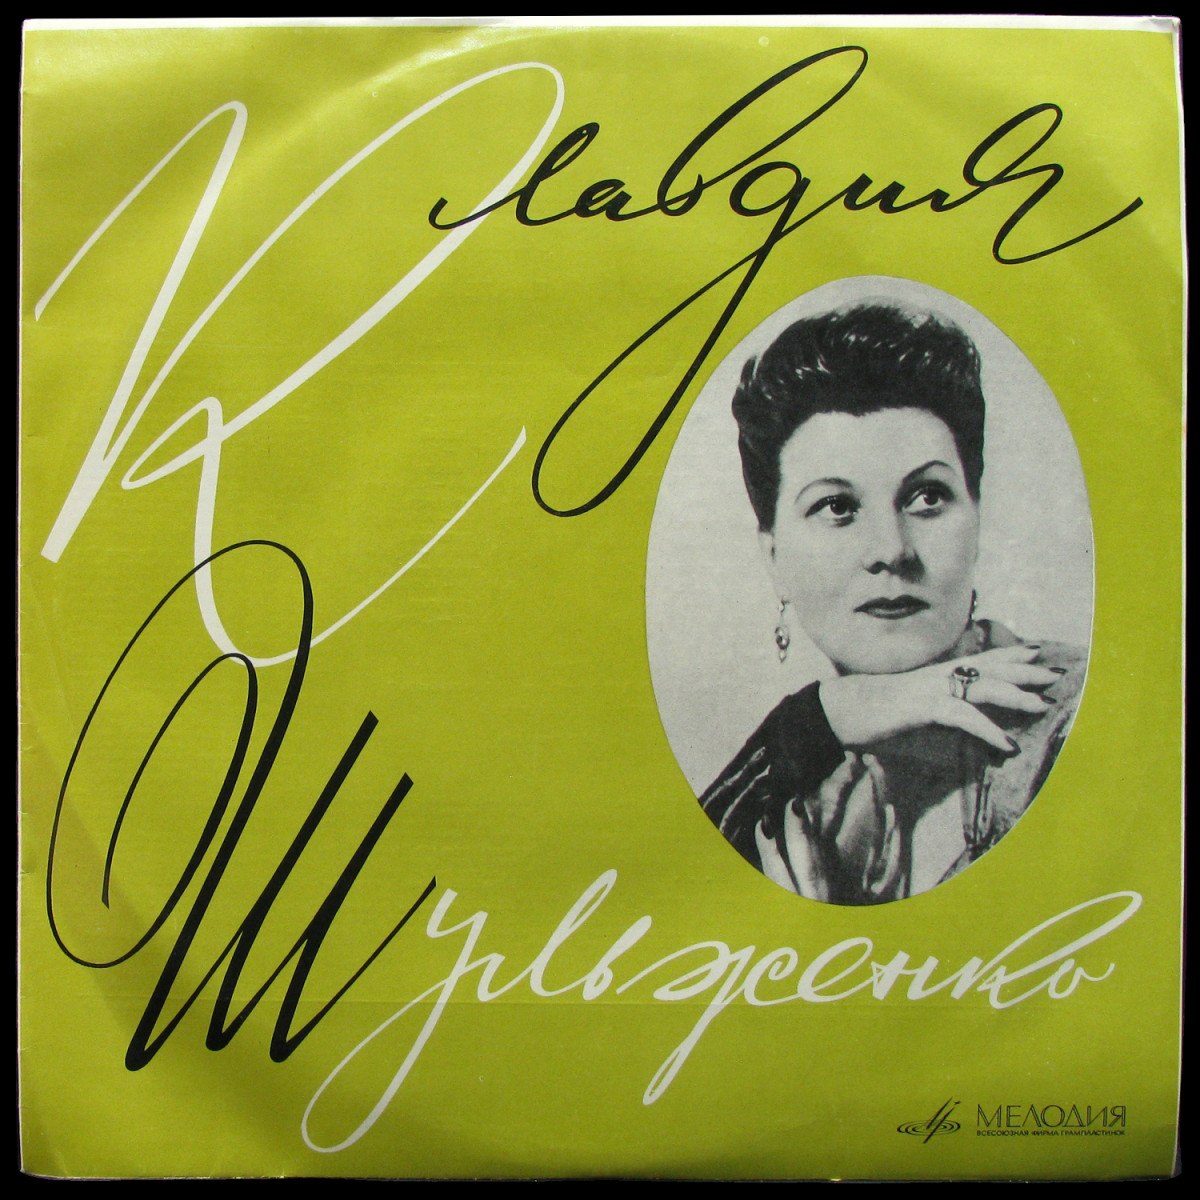 Клавдия
Шульженко
МЕЛОДИЯ
ВСЕСОЮЗНАЯ ФИРМА ГРАМПЛАСТИНОК